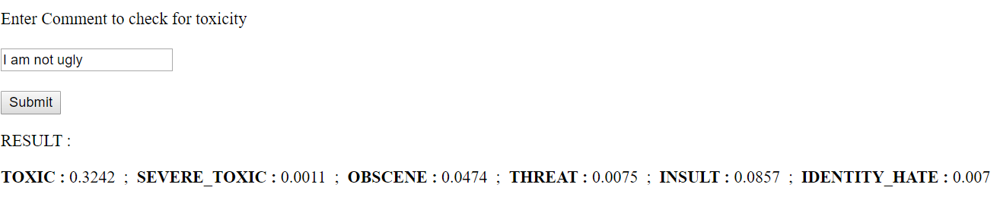 Enter Comment to check for toxicity
I am not ugly
Submit
RESULT :
TOXIC : 0.3242 ; SEVERE_TOXIC : 0.0011 ; OBSCENE : 0.0474 ; THREAT : 0.0075 ; INSULT : 0.0857 ; IDENTITY_HATE : 0.007